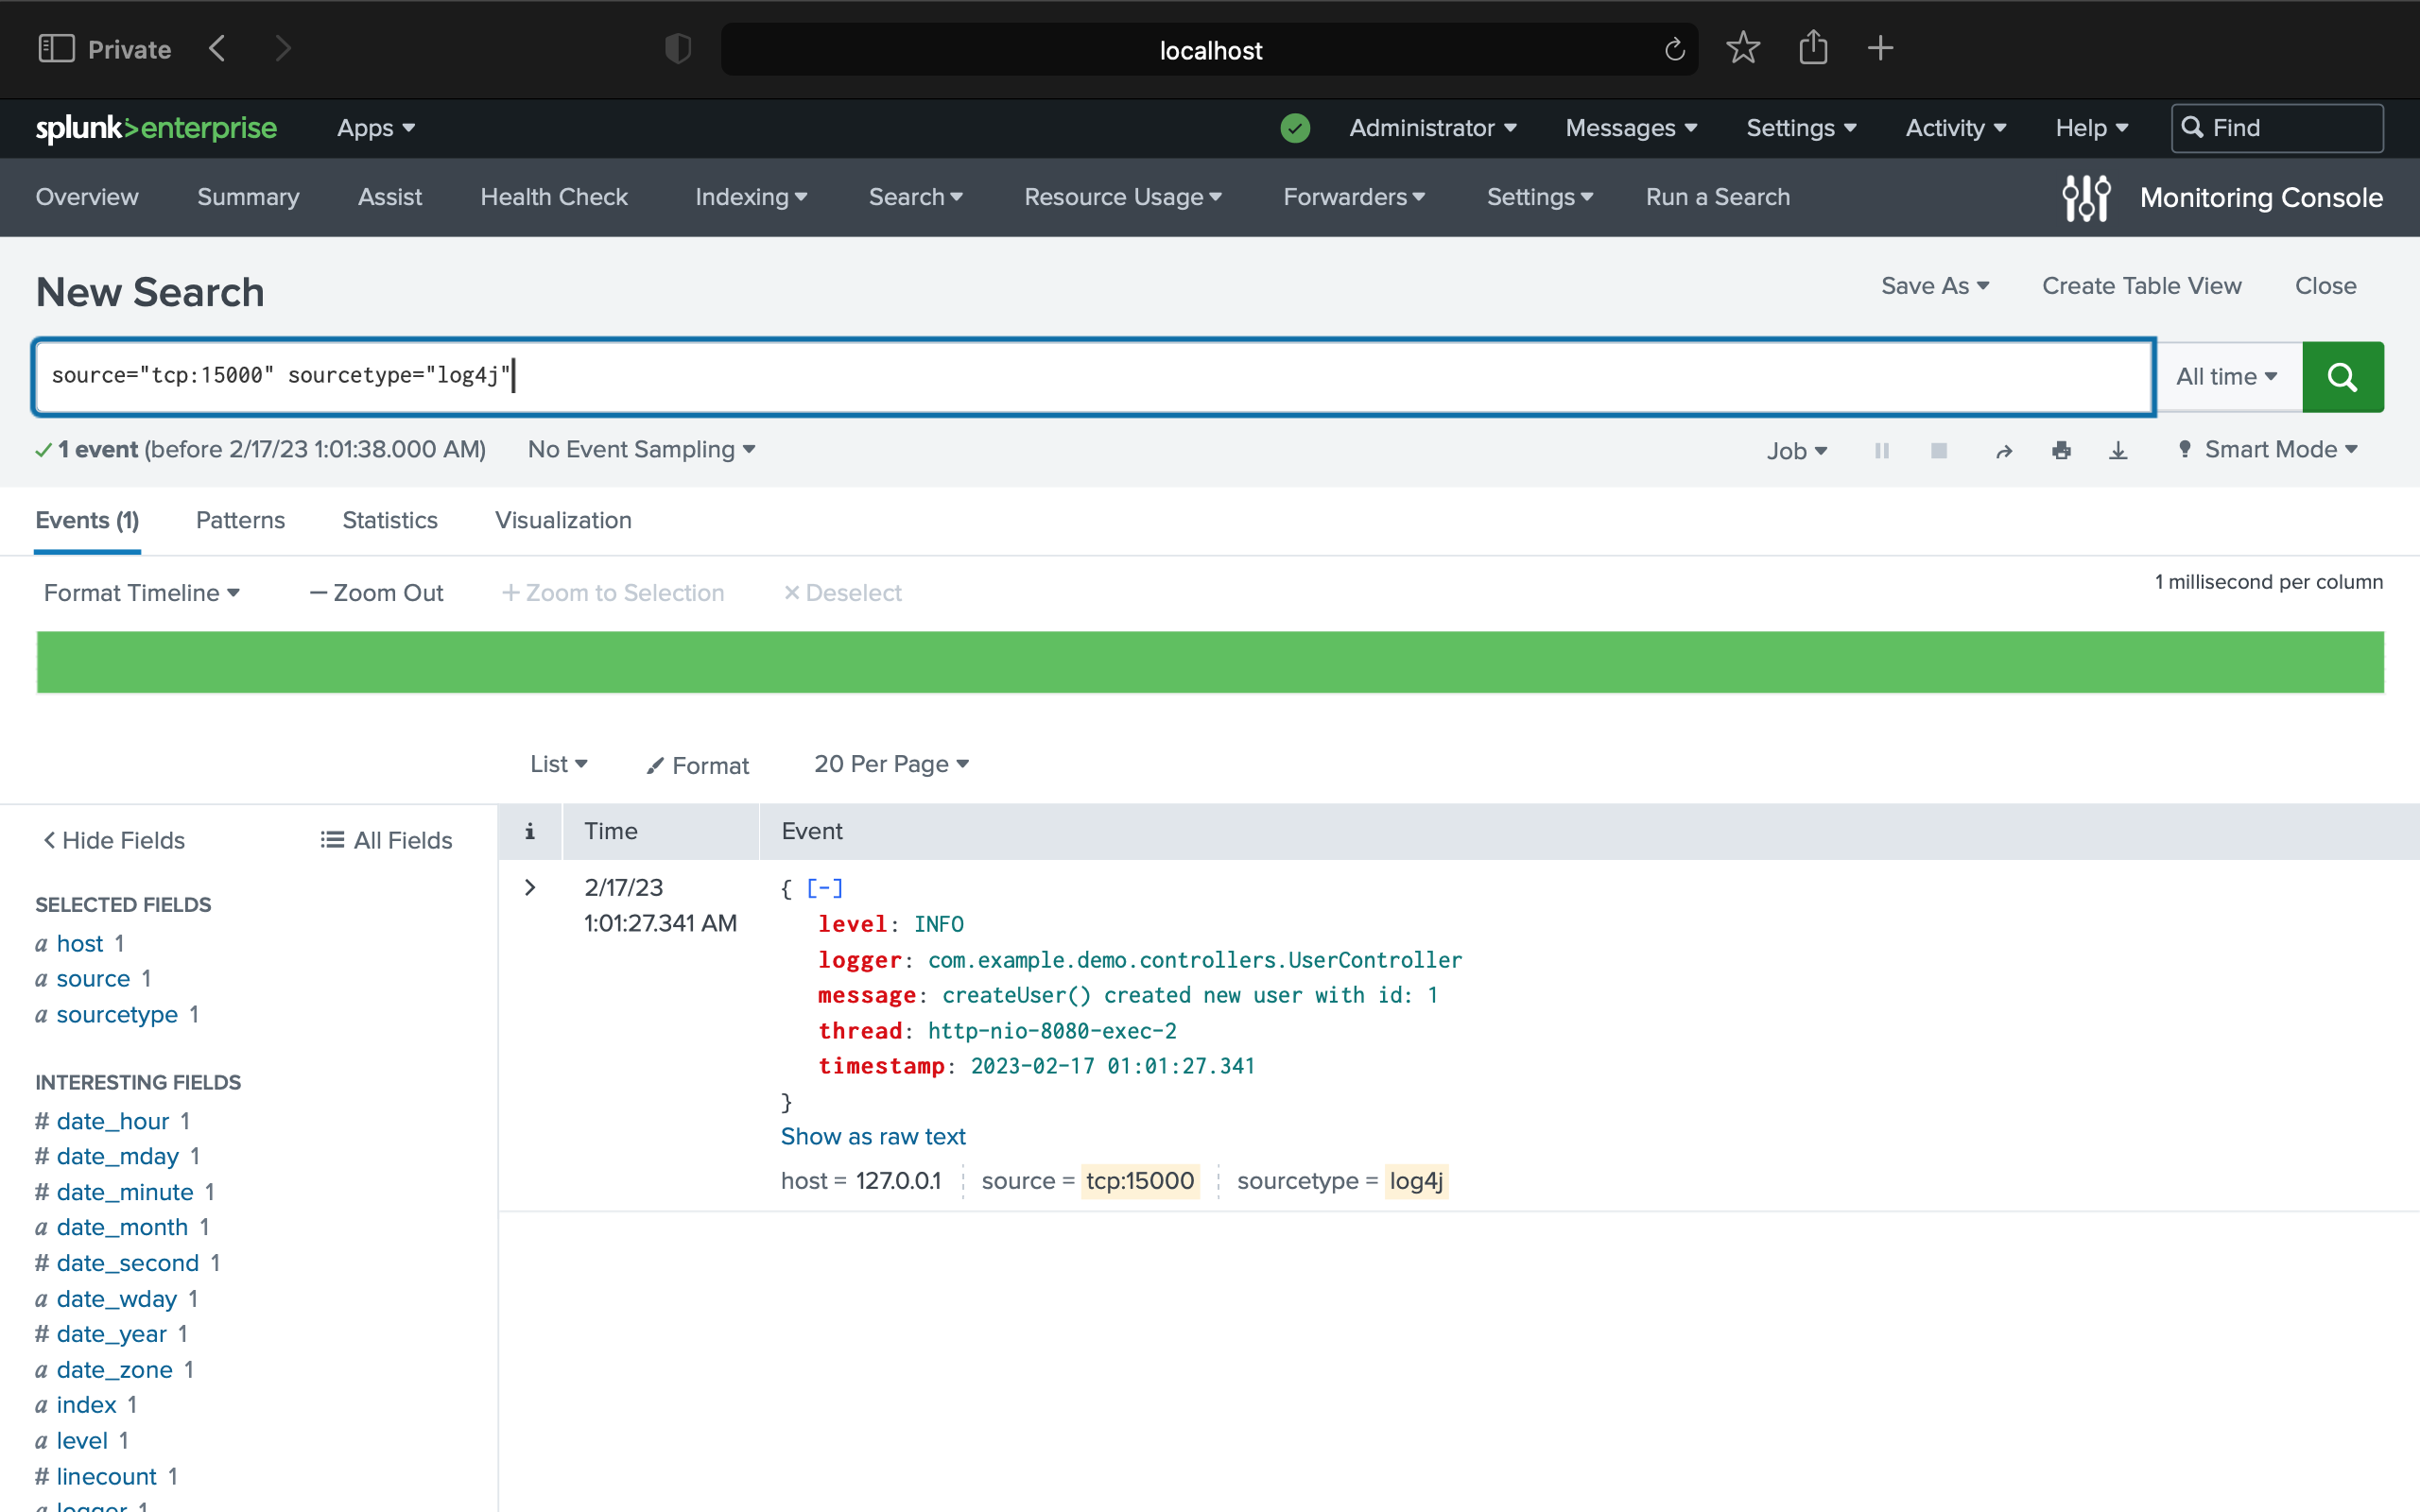 Private
localhost
splunk>enterprise Apps Administrator Messages Settings Activity Help Find
Overview Summary Assist Health Check Indexing Search Resource Usage Forwarders Settings Run a Search Monitoring Console
New Search Save As Create Table View Close
source="tcp:15000" sourcetype="log4j" All time
1 event (before 2/17/23 1:01:38.000 AM) No Event Sampling Job Smart Mode
Events (1) Patterns Statistics Visualization
Format Timeline — Zoom Out + Zoom to Selection × Deselect 1 millisecond per column
List Format 20 Per Page
Hide Fields All Fields
SELECTED FIELDS
a host 1
a source 1
a sourcetype 1
INTERESTING FIELDS
# date_hour 1
# date_mday 1
# date_minute 1
a date_month 1
# date_second 1
a date_wday 1
# date_year 1
a date_zone 1
a index 1
a level 1
# linecount 1
a logger 1
i Time Event
2/17/23
1:01:27.341 AM
{ [-]
level: INFO
logger: com.example.demo.controllers.UserController
message: createUser() created new user with id: 1
thread: http-nio-8080-exec-2
timestamp: 2023-02-17 01:01:27.341
}
Show as raw text
host = 127.0.0.1 source = tcp:15000 sourcetype = log4j